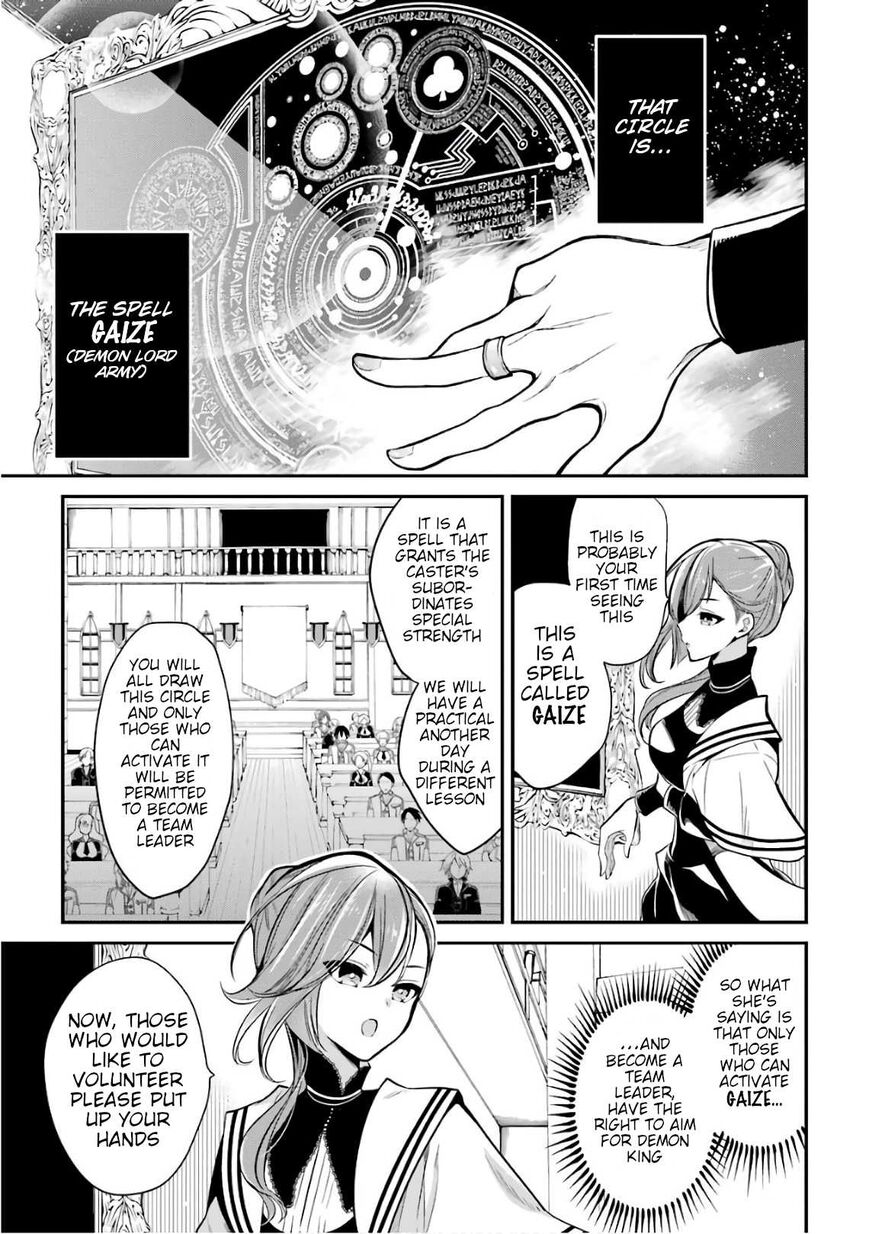 THAT
CIRCLE
IS...
THE SPELL
GAIZE
(DEMON LORD
ARMY)
THIS IS
PROBABLY
YOUR
FIRST TIME
SEEING
THIS
THIS
IS A
SPELL
CALLED
GAIZE
IT IS A
SPELL THAT
GRANTS THE
CASTER'S
SUBOR-
DINATES
SPECIAL
STRENGTH
WE WILL
HAVE A
PRACTICAL
ANOTHER
DAY
DURING A
DIFFERENT
LESSON
YOU WILL
ALL DRAW
THIS CIRCLE
AND ONLY
THOSE WHO
CAN
ACTIVATE IT
WILL BE
PERMITTED
TO BECOME
A TEAM
LEADER
SO WHAT
SHE'S
SAYING IS
THAT ONLY
THOSE
WHO CAN
ACTIVATE
GAIZE...
...AND
BECOME A
TEAM
LEADER,
HAVE THE
RIGHT TO AIM
FOR DEMON
KING
NOW, THOSE
WHO WOULD
LIKE TO
VOLUNTEER
PLEASE PUT
UP YOUR
HANDS